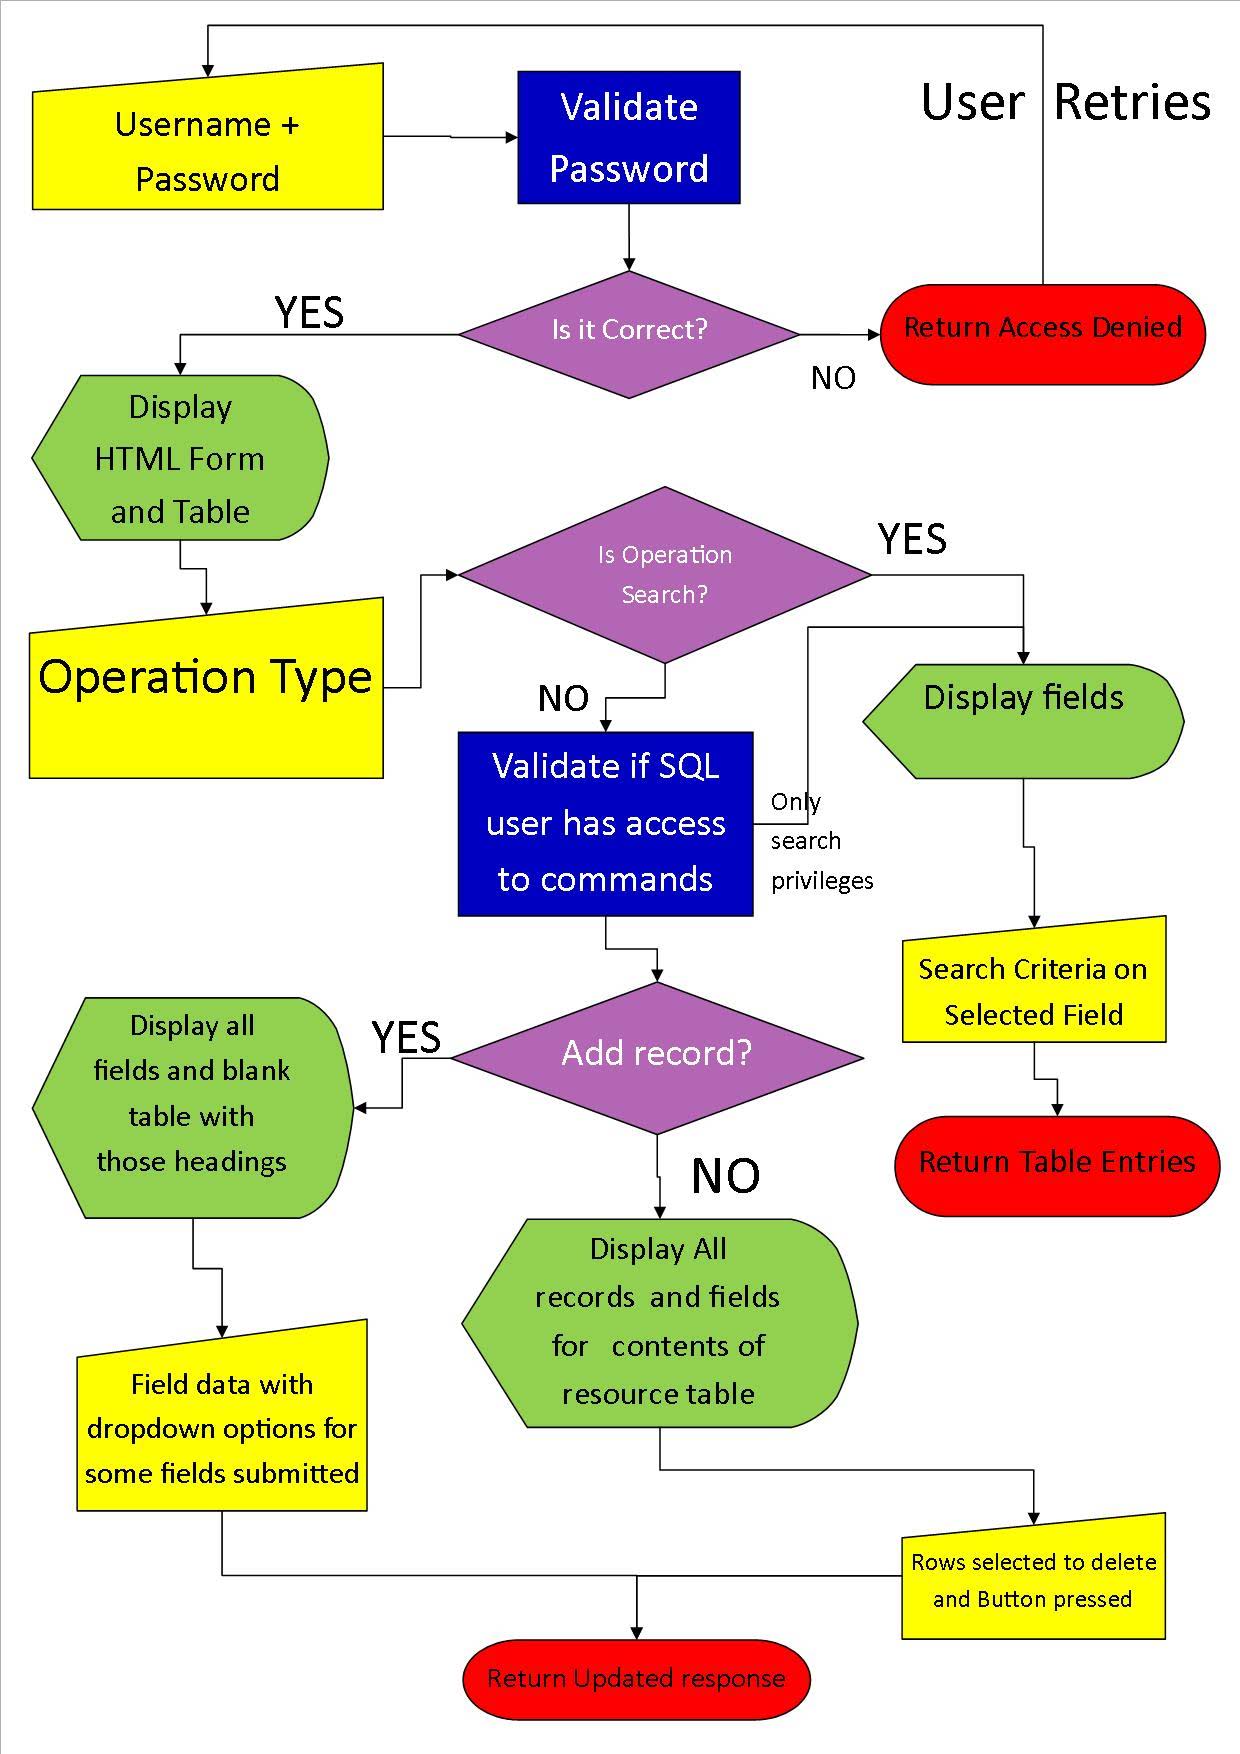 Username +
Password
Validate
Password
User Retries
YES
Is it Correct?
NO
Return Access Denied
Display
HTML Form
and Table
Is Operation
Search?
YES
Operation Type
NO
Display fields
Validate if SQL
user has access
to commands
Only
search
privileges
Search Criteria on
Selected Field
Add record?
YES
Display all
fields and blank
table with
those headings
NO
Return Table Entries
Display All
records and fields
for contents of
resource table
Field data with
dropdown options for
some fields submitted
Rows selected to delete
and Button pressed
Return Updated response